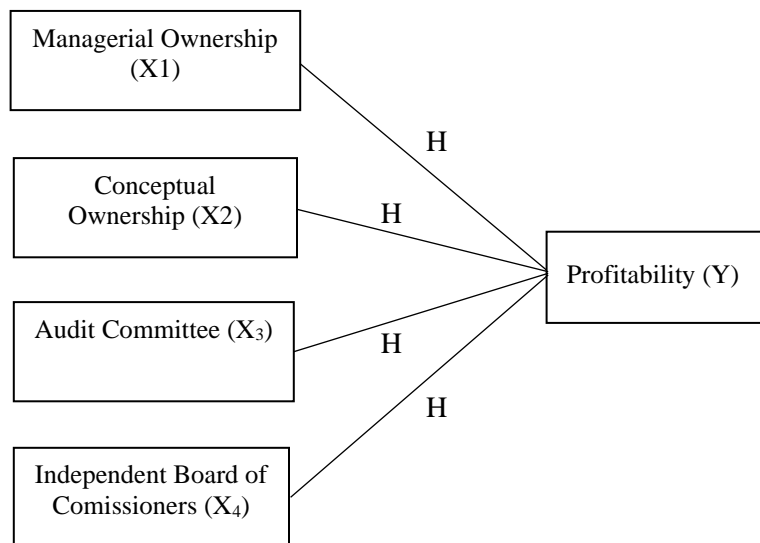 Managerial Ownership
(X1)
H
Conceptual
Ownership (X2)
H
Profitability (Y)
Audit Committee (X₃)
H
H
Independent Board of
Comissioners (X₄)